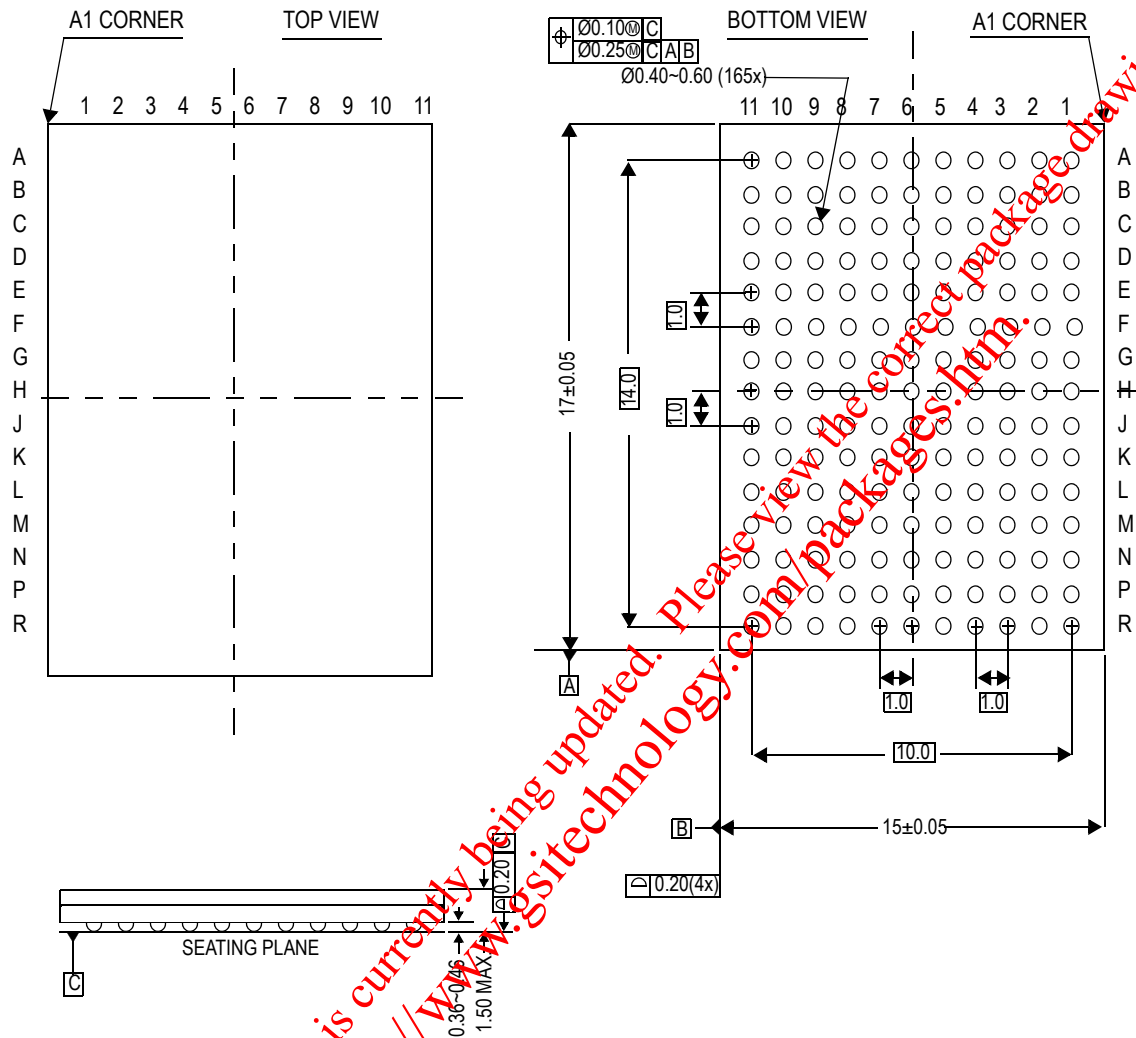 A1 CORNER
TOP VIEW
BOTTOM VIEW
A1 CORNER
Ø0.10Ⓜ C
Ø0.25Ⓜ C A B
Ø0.40~0.60 (165x)
1 2 3 4 5 6 7 8 9 10 11
11 10 9 8 7 6 5 4 3 2 1
A
B
C
D
E
F
G
H
J
K
L
M
N
P
R
A
B
C
D
E
F
G
H
J
K
L
M
N
P
R
17±0.05
14.0
1.0
1.0
A
1.0
1.0
10.0
B
15±0.05
0.20(4x)
0.20 C
SEATING PLANE
C
0.36~0.46
1.50 MAX.
is currently being updated. Please view the correct package drawi
//www.gsitechnology.com/packages.htm.